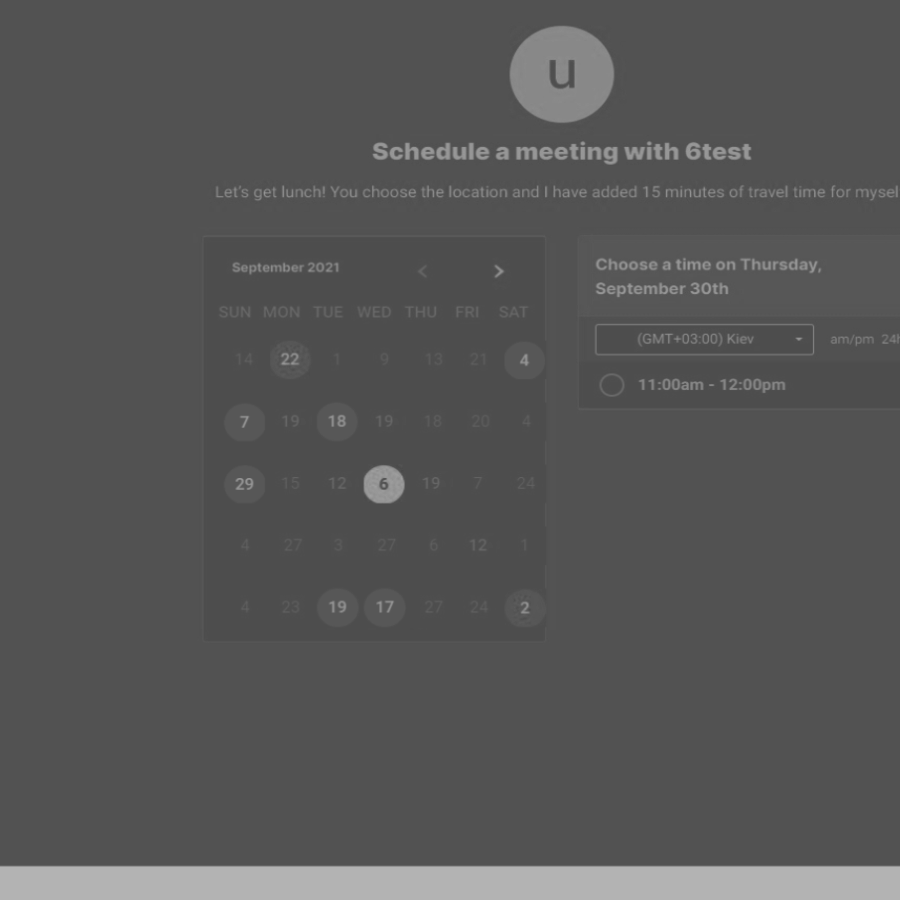 u
Schedule a meeting with 6test
Let's get lunch! You choose the location and I have added 15 minutes of travel time for mysel
September 2021
SUN MON TUE WED THU FRI SAT
14 22 1 9 13 21 4
7 19 18 19 18 20 4
29 15 12 6 19 7 24
4 27 3 27 6 12 1
4 23 19 17 27 24 2
Choose a time on Thursday,
September 30th
(GMT+03:00) Kiev am/pm 24h
11:00am - 12:00pm